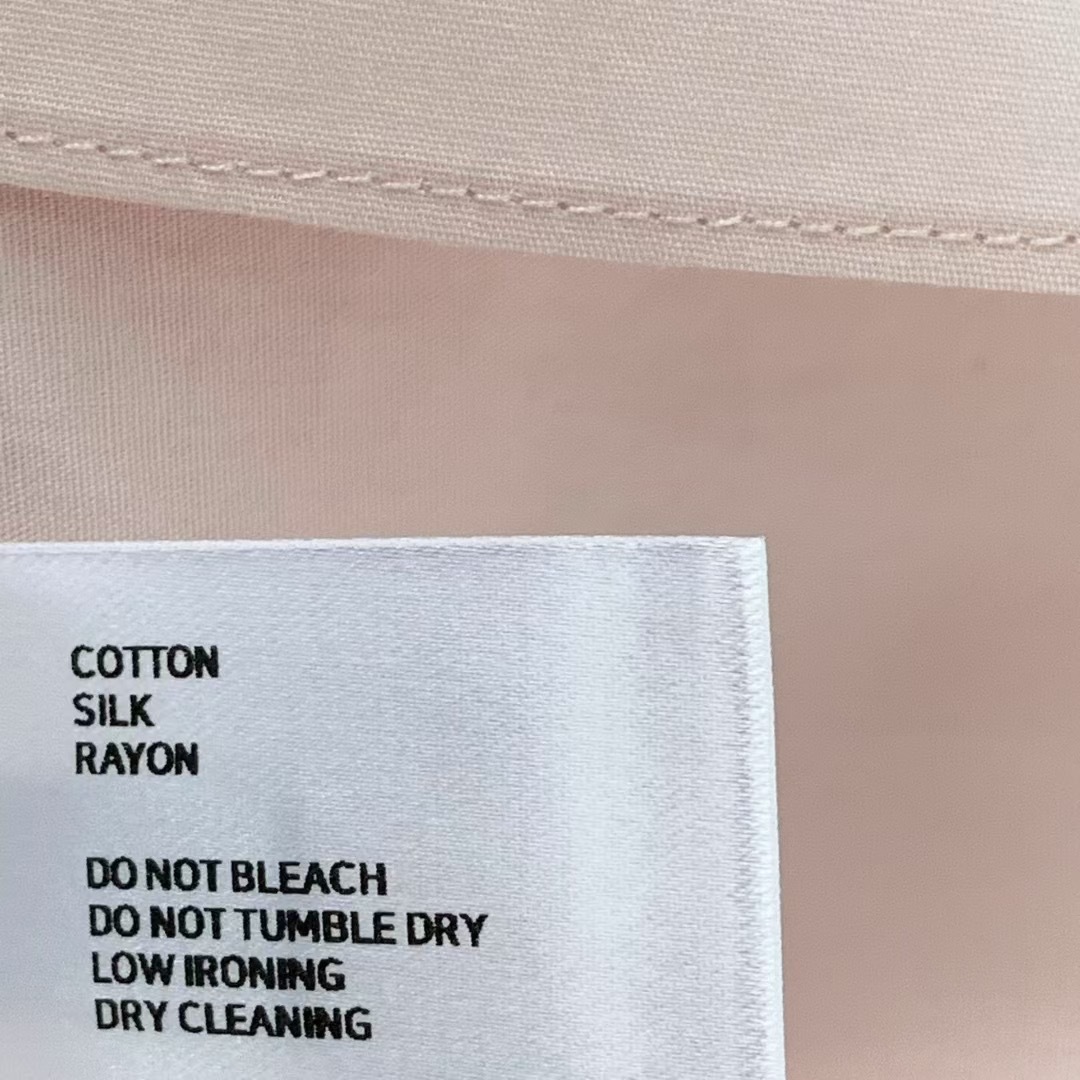 COTTON
SILK
RAYON
DO NOT BLEACH
DO NOT TUMBLE DRY
LOW IRONING
DRY CLEANING